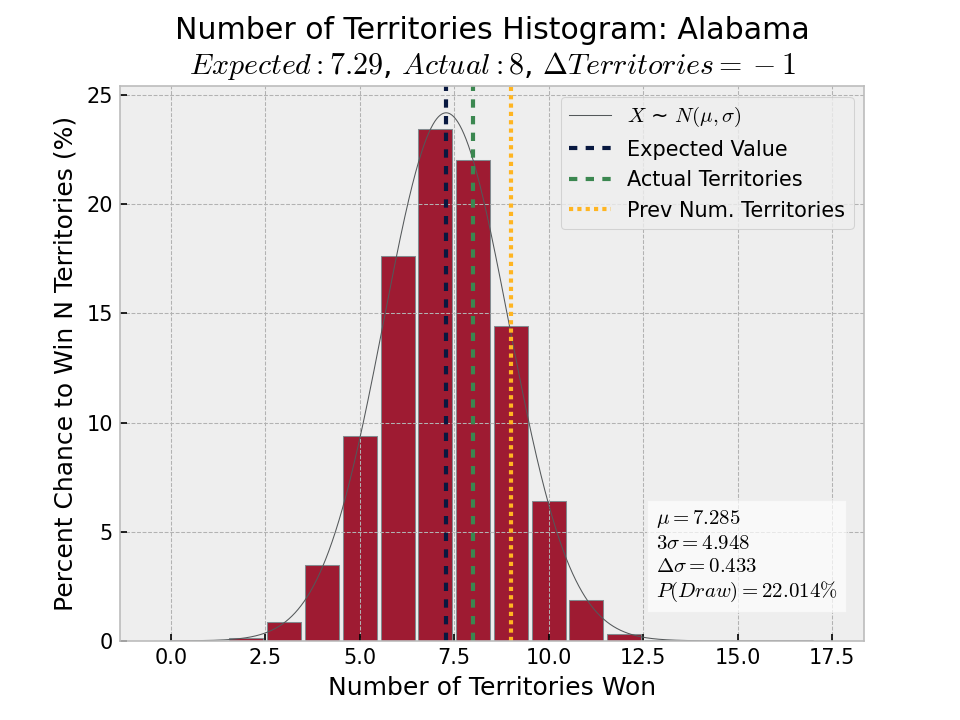 Number of Territories Histogram: Alabama
Expected : 7.29, Actual : 8, ΔTerritories = −1
Percent Chance to Win N Territories (%)
25
20
15
10
5
0
X ~ N(μ, σ)
Expected Value
Actual Territories
Prev Num. Territories
μ = 7.285
3σ = 4.948
Δσ = 0.433
P(Draw) = 22.014%
0.0 2.5 5.0 7.5 10.0 12.5 15.0 17.5
Number of Territories Won